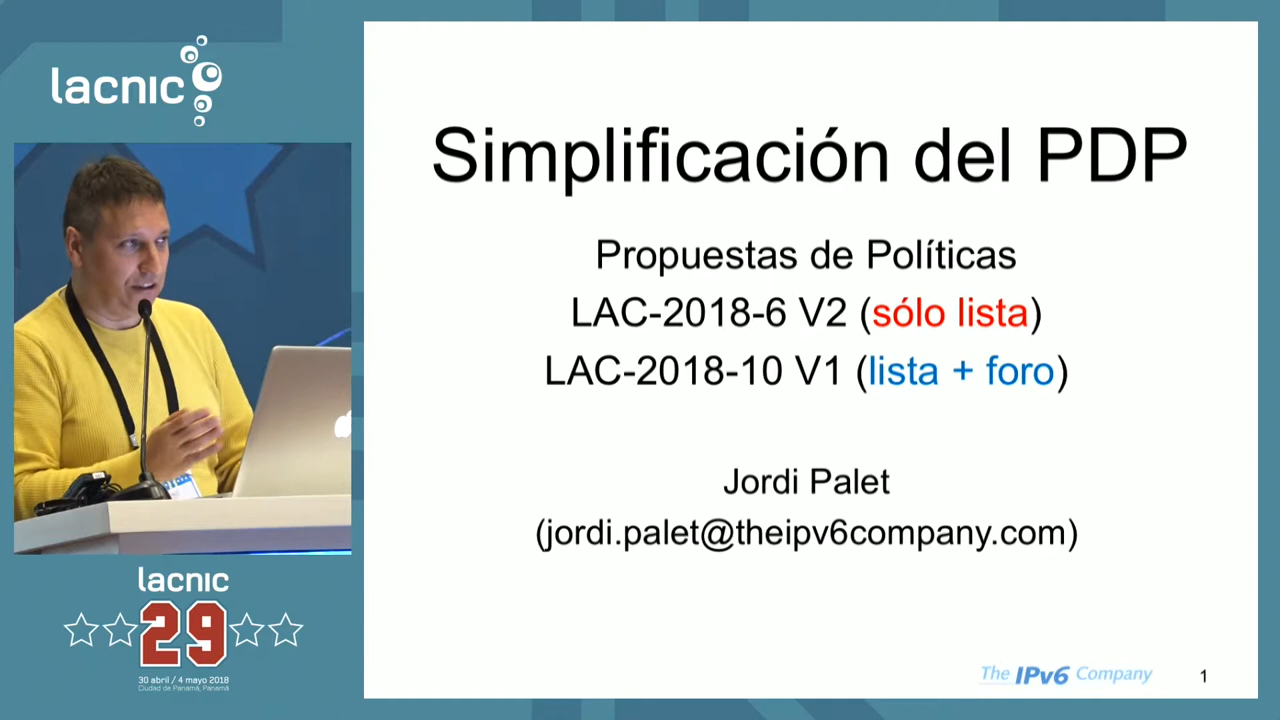 lacnic
Simplificación del PDP
Propuestas de Políticas
LAC-2018-6 V2 (sólo lista)
LAC-2018-10 V1 (lista + foro)
Jordi Palet
(jordi.palet@theipv6company.com)
The IPv6 Company
1
lacnic
29
30 abril / 4 mayo 2018
Ciudad de Panamá, Panamá